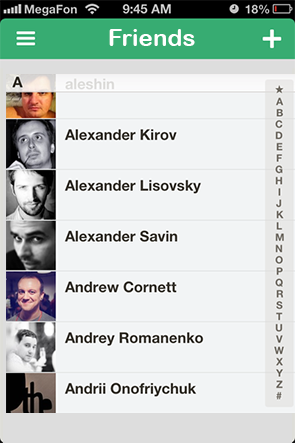 MegaFon 9:45 AM 18%
Friends
A
aleshin
Alexander Kirov
Alexander Lisovsky
Alexander Savin
Andrew Cornett
Andrey Romanenko
Andrii Onofriychuk
★
A
B
C
D
E
F
G
H
I
J
K
L
M
N
O
P
Q
R
S
T
U
V
W
X
Y
Z
#